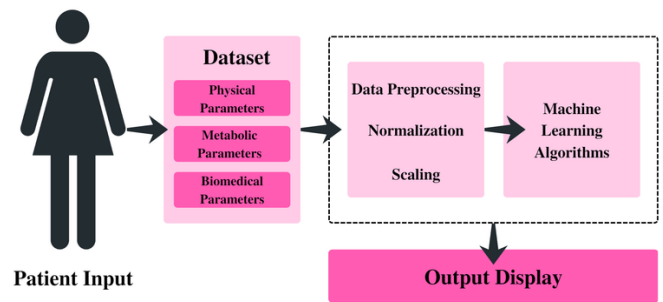 Patient Input
Dataset
Physical
Parameters
Metabolic
Parameters
Biomedical
Parameters
Data Preprocessing
Normalization
Scaling
Machine
Learning
Algorithms
Output Display